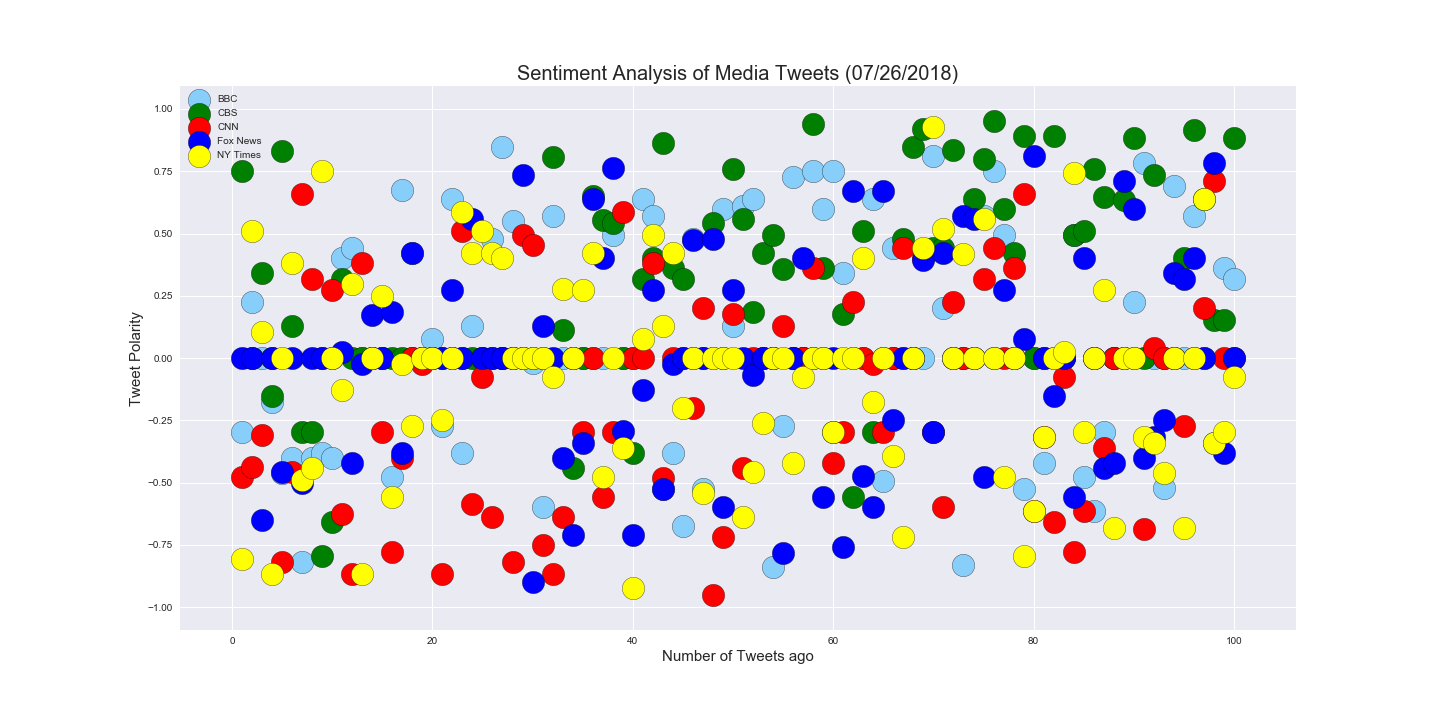 Sentiment Analysis of Media Tweets (07/26/2018)
BBC
CBS
CNN
Fox News
NY Times
Tweet Polarity
1.00
0.75
0.50
0.25
0.00
−0.25
−0.50
−0.75
−1.00
0 20 40 60 80 100
Number of Tweets ago